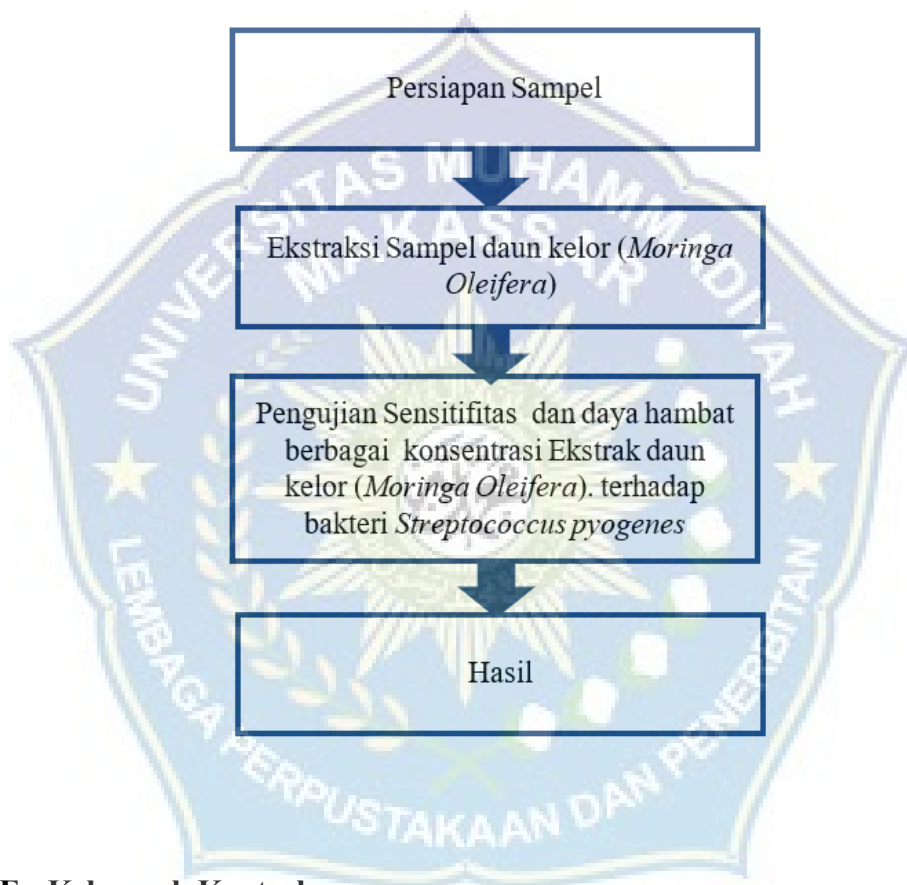 Persiapan Sampel
Ekstraksi Sampel daun kelor (Moringa
Oleifera)
Pengujian Sensitifitas dan daya hambat
berbagai konsentrasi Ekstrak daun
kelor (Moringa Oleifera). terhadap
bakteri Streptococcus pyogenes
Hasil
UNIVERSITAS MUHAMMADIYAH
MAKASSAR
LEMBAGA PERPUSTAKAAN DAN PENERBITAN